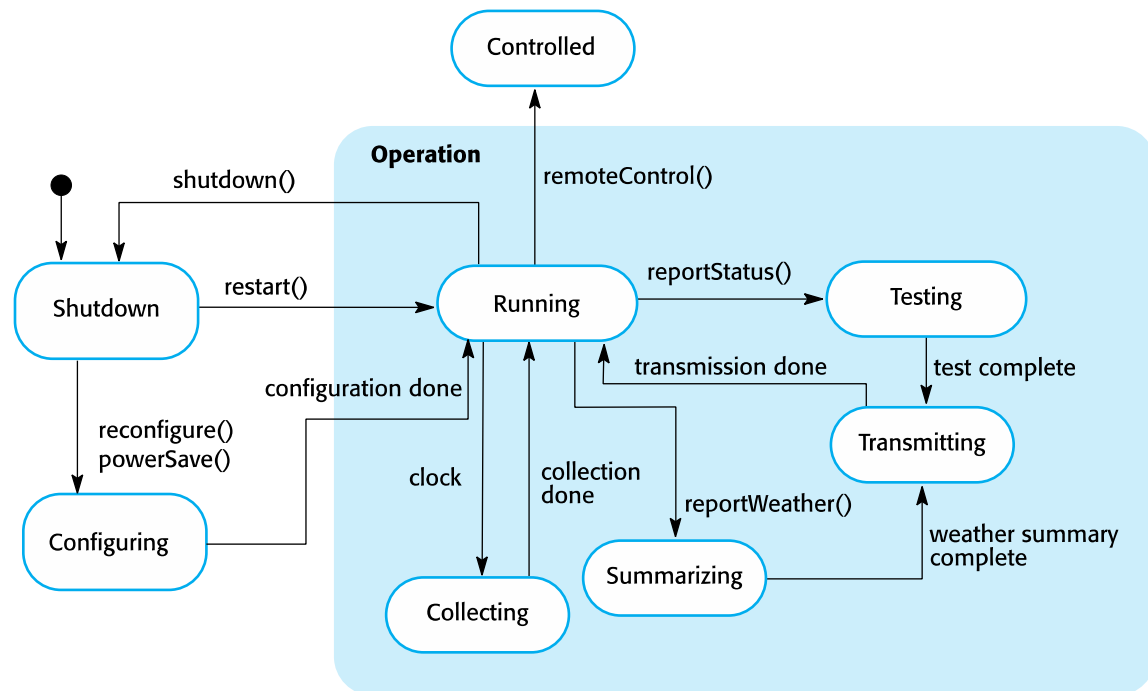 Controlled
Operation
shutdown()
remoteControl()
restart()
reportStatus()
Shutdown
Running
Testing
configuration done
transmission done
test complete
reconfigure()
powerSave()
clock
collection
done
Transmitting
reportWeather()
weather summary
complete
Configuring
Summarizing
Collecting